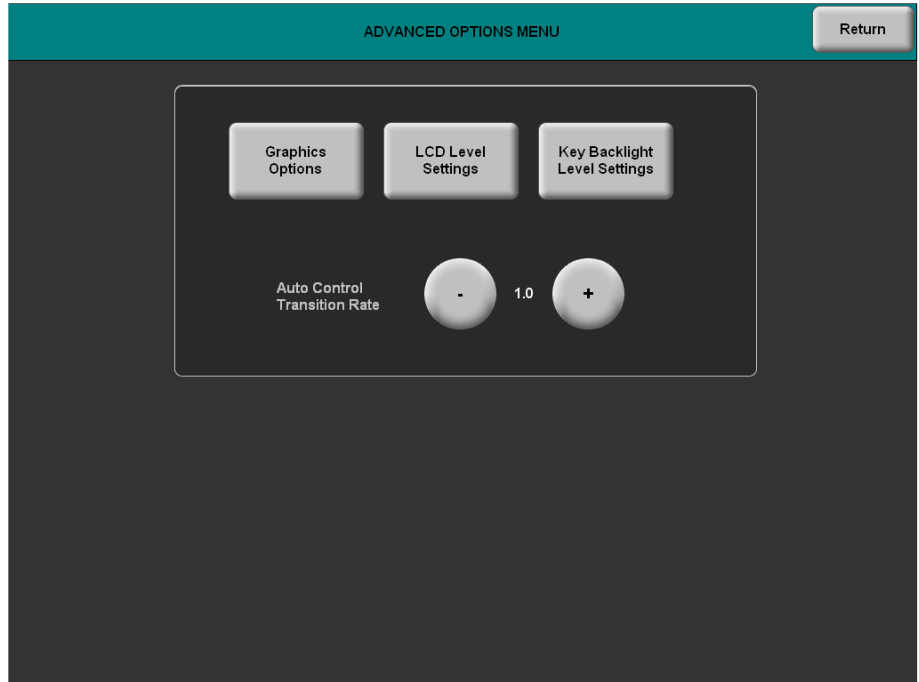 ADVANCED OPTIONS MENU
Return
Graphics
Options
LCD Level
Settings
Key Backlight
Level Settings
Auto Control
Transition Rate
-
1.0
+